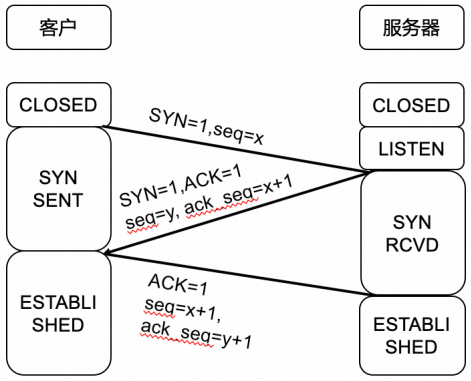 客户
服务器
CLOSED
CLOSED
SYN=1,seq=x
LISTEN
SYN
SENT
SYN=1,ACK=1
seq=y, ack_seq=x+1
SYN
RCVD
ESTABLI
SHED
ACK=1
seq=x+1,
ack_seq=y+1
ESTABLI
SHED